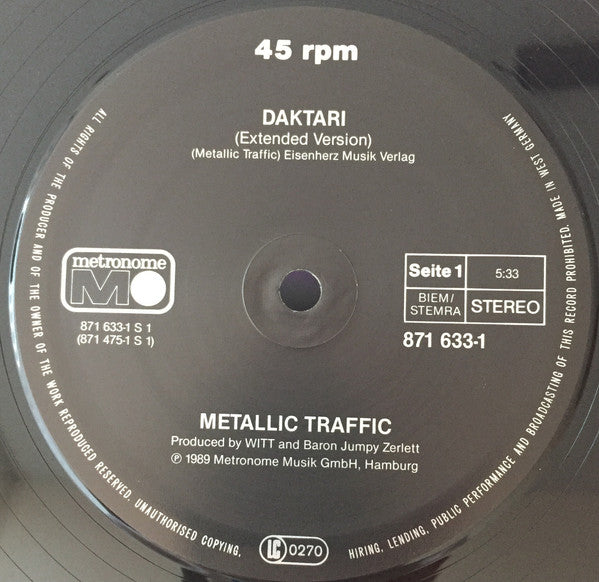 45 rpm
DAKTARI
(Extended Version)
(Metallic Traffic) Eisenherz Musik Verlag
metronome
M
871 633-1 S 1
(871 475-1 S 1)
Seite 1
5:33
BIEM/
STEMRA
STEREO
871 633-1
METALLIC TRAFFIC
Produced by WITT and Baron Jumpy Zerlett
℗ 1989 Metronome Musik GmbH, Hamburg
LC 0270
ALL RIGHTS OF THE PRODUCER AND OF THE OWNER OF THE WORK REPRODUCED RESERVED. UNAUTHORISED COPYING, HIRING, LENDING, PUBLIC PERFORMANCE AND BROADCASTING OF THIS RECORD PROHIBITED. MADE IN WEST GERMANY